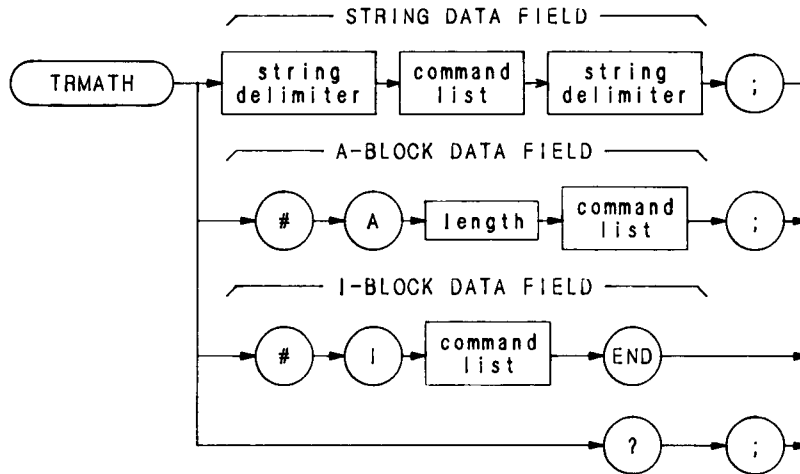 STRING DATA FIELD
TRMATH
string
delimiter
command
list
string
delimiter
;
A-BLOCK DATA FIELD
#
A
length
command
list
;
I-BLOCK DATA FIELD
#
I
command
list
END
?
;